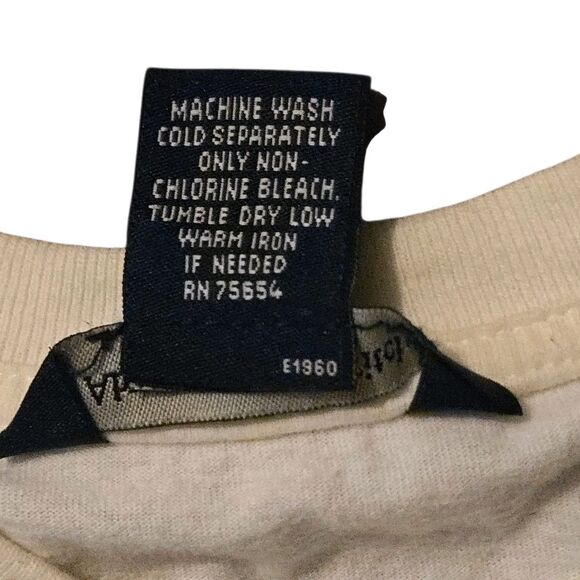 MACHINE WASH
COLD SEPARATELY
ONLY NON-
CHLORINE BLEACH.
TUMBLE DRY LOW
WARM IRON
IF NEEDED
RN 75654
E1960